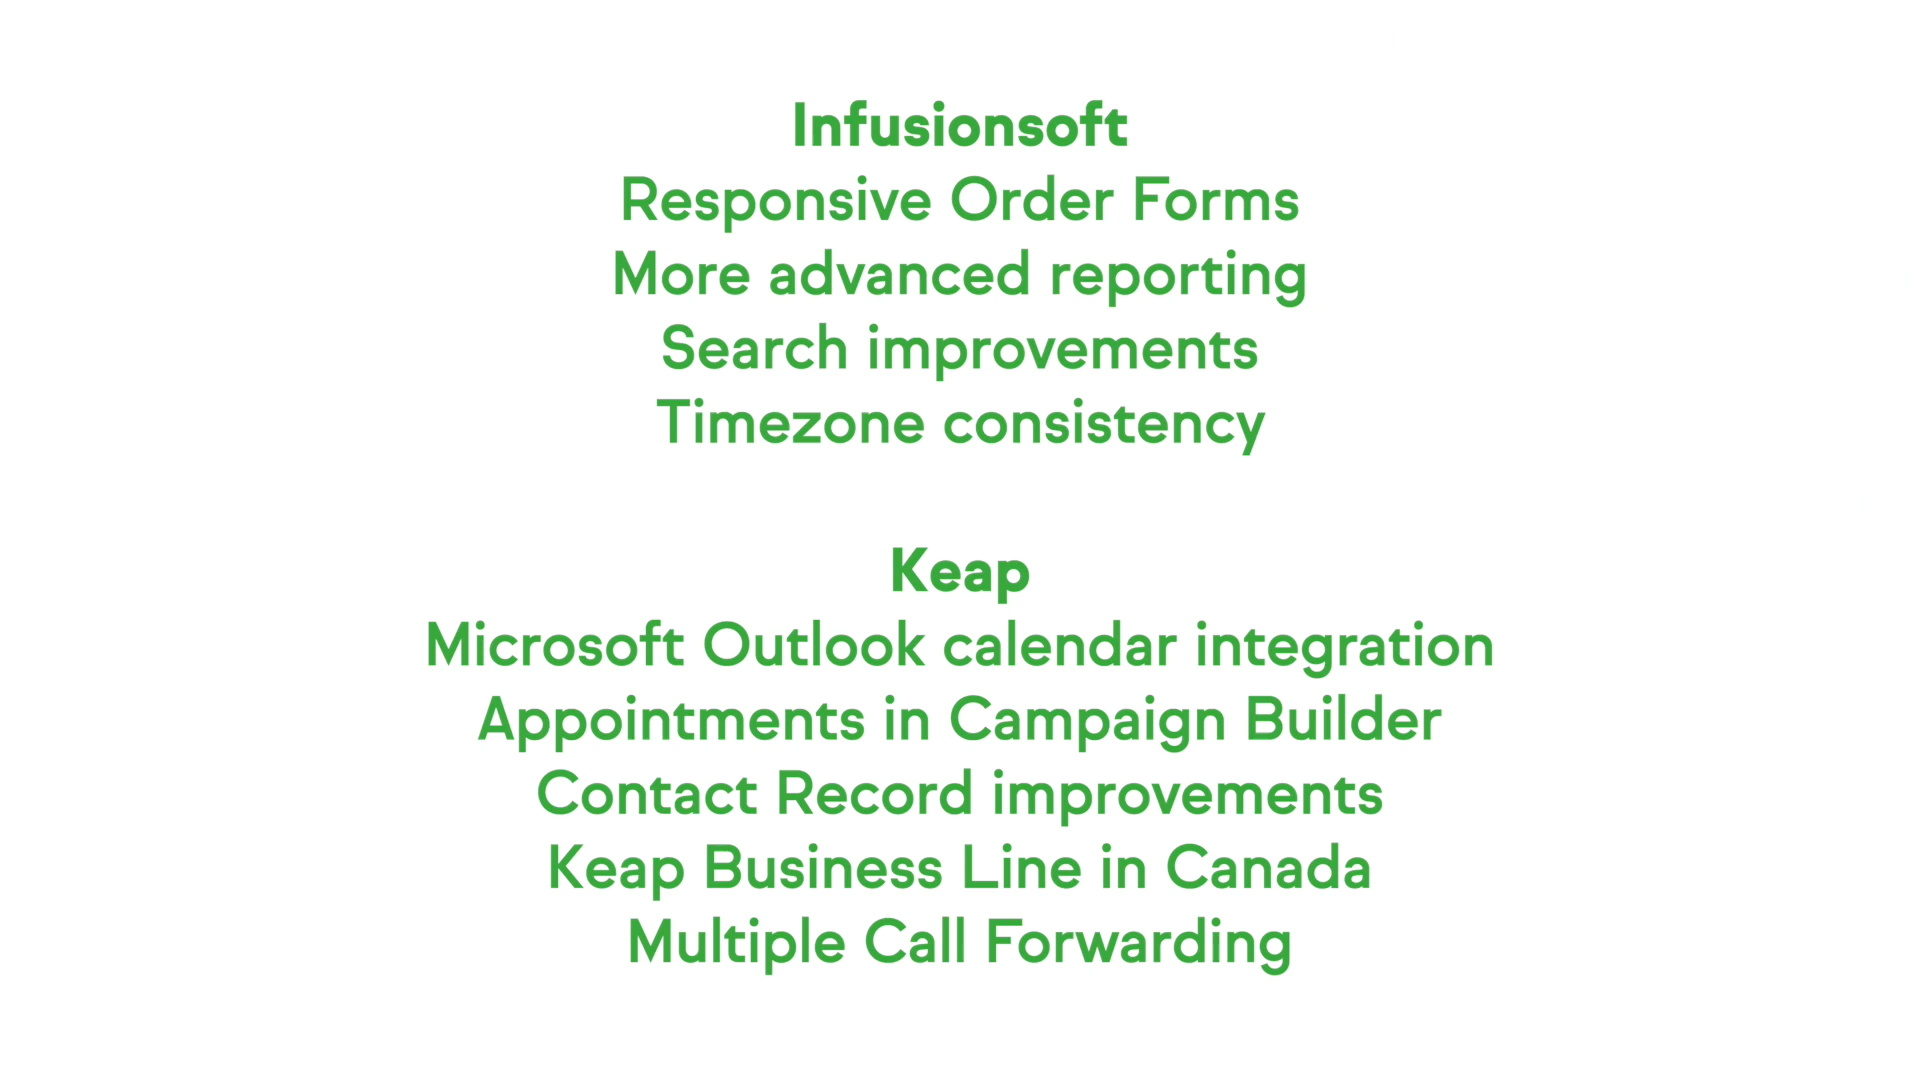 Infusionsoft
Responsive Order Forms
More advanced reporting
Search improvements
Timezone consistency
Keap
Microsoft Outlook calendar integration
Appointments in Campaign Builder
Contact Record improvements
Keap Business Line in Canada
Multiple Call Forwarding